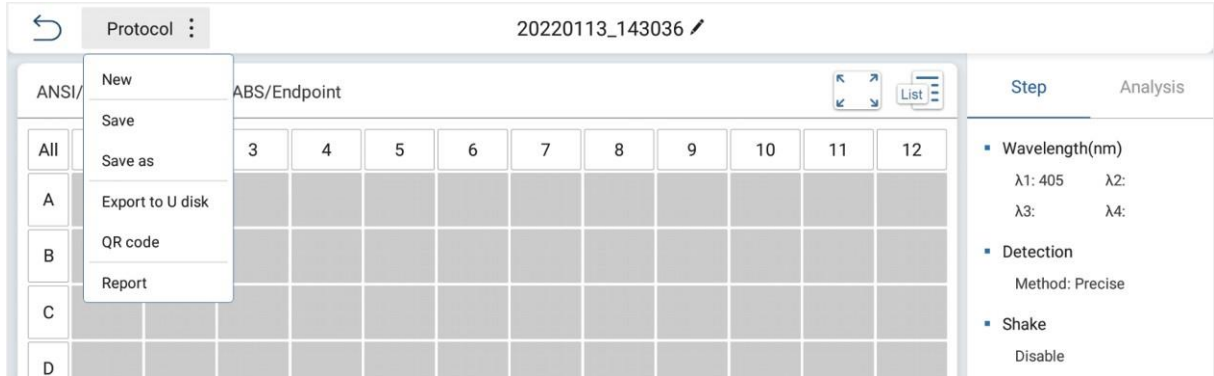 Protocol 20220113_143036
New
Save
Save as
Export to U disk
QR code
Report
ANSI/ ABS/Endpoint List
All 3 4 5 6 7 8 9 10 11 12
A
B
C
D
Step Analysis
Wavelength(nm)
λ1: 405 λ2:
λ3: λ4:
Detection
Method: Precise
Shake
Disable